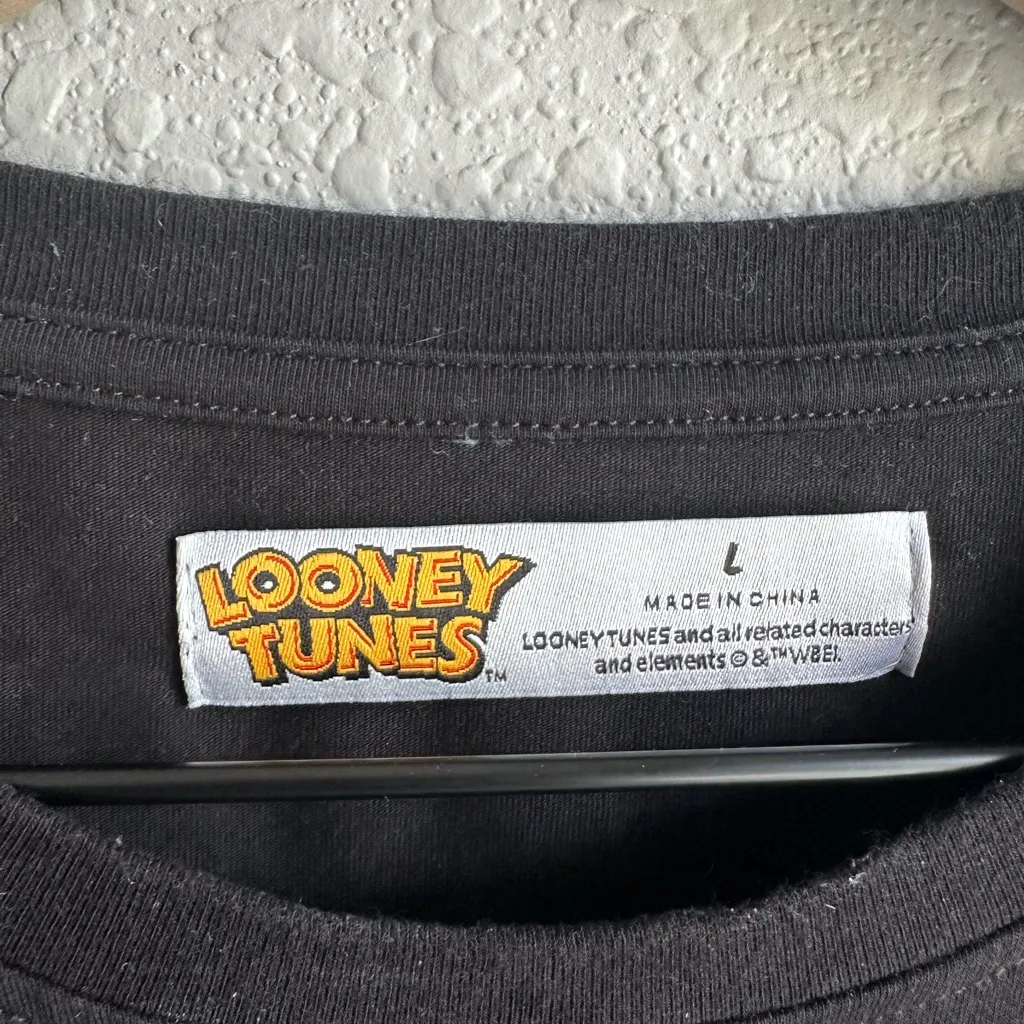 LOONEY
TUNES™
L
MADE IN CHINA
LOONEY TUNES and all related characters
and elements © & ™ WBEI.